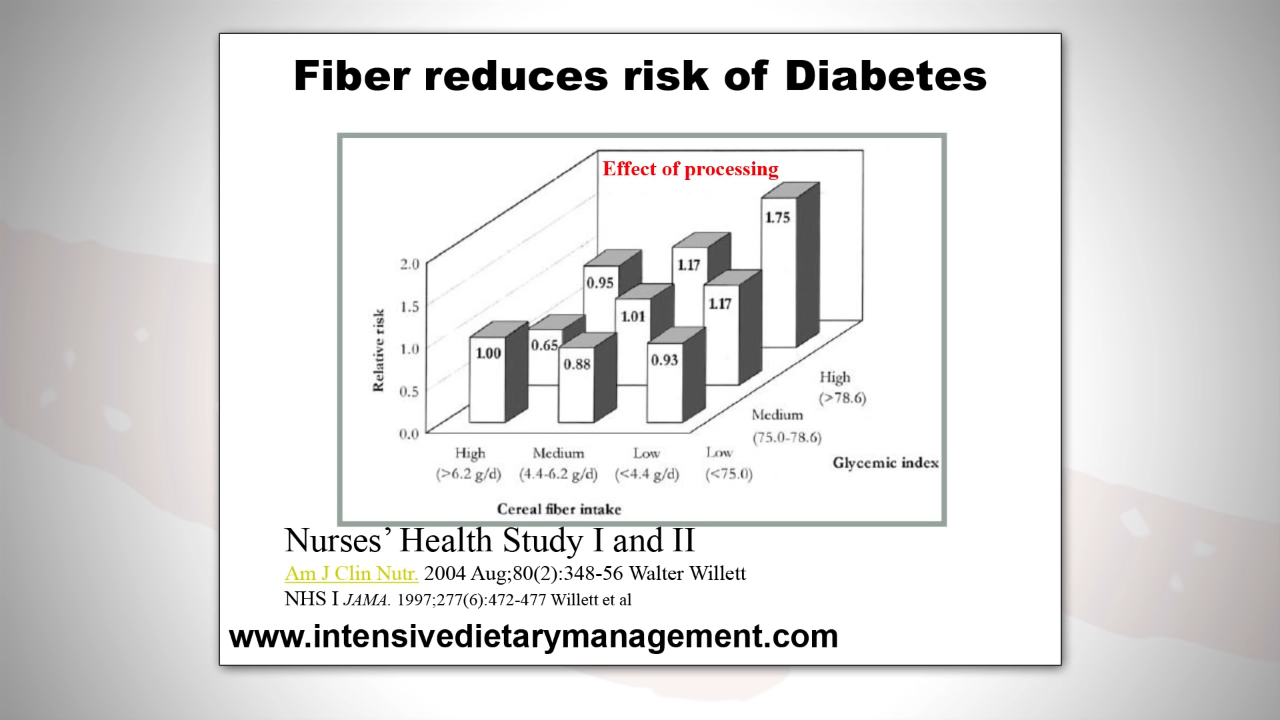 Fiber reduces risk of Diabetes
Effect of processing
2.0
1.5
1.0
0.5
0.0
Relative risk
1.75
0.95
1.17
1.01
1.17
1.00
0.65
0.88
0.93
High
(>78.6)
Medium
(75.0-78.6)
Low
(<75.0)
Glycemic index
High
(>6.2 g/d)
Medium
(4.4-6.2 g/d)
Low
(<4.4 g/d)
Cereal fiber intake
Nurses’ Health Study I and II
Am J Clin Nutr. 2004 Aug;80(2):348-56 Walter Willett
NHS I JAMA. 1997;277(6):472-477 Willett et al
www.intensivedietarymanagement.com